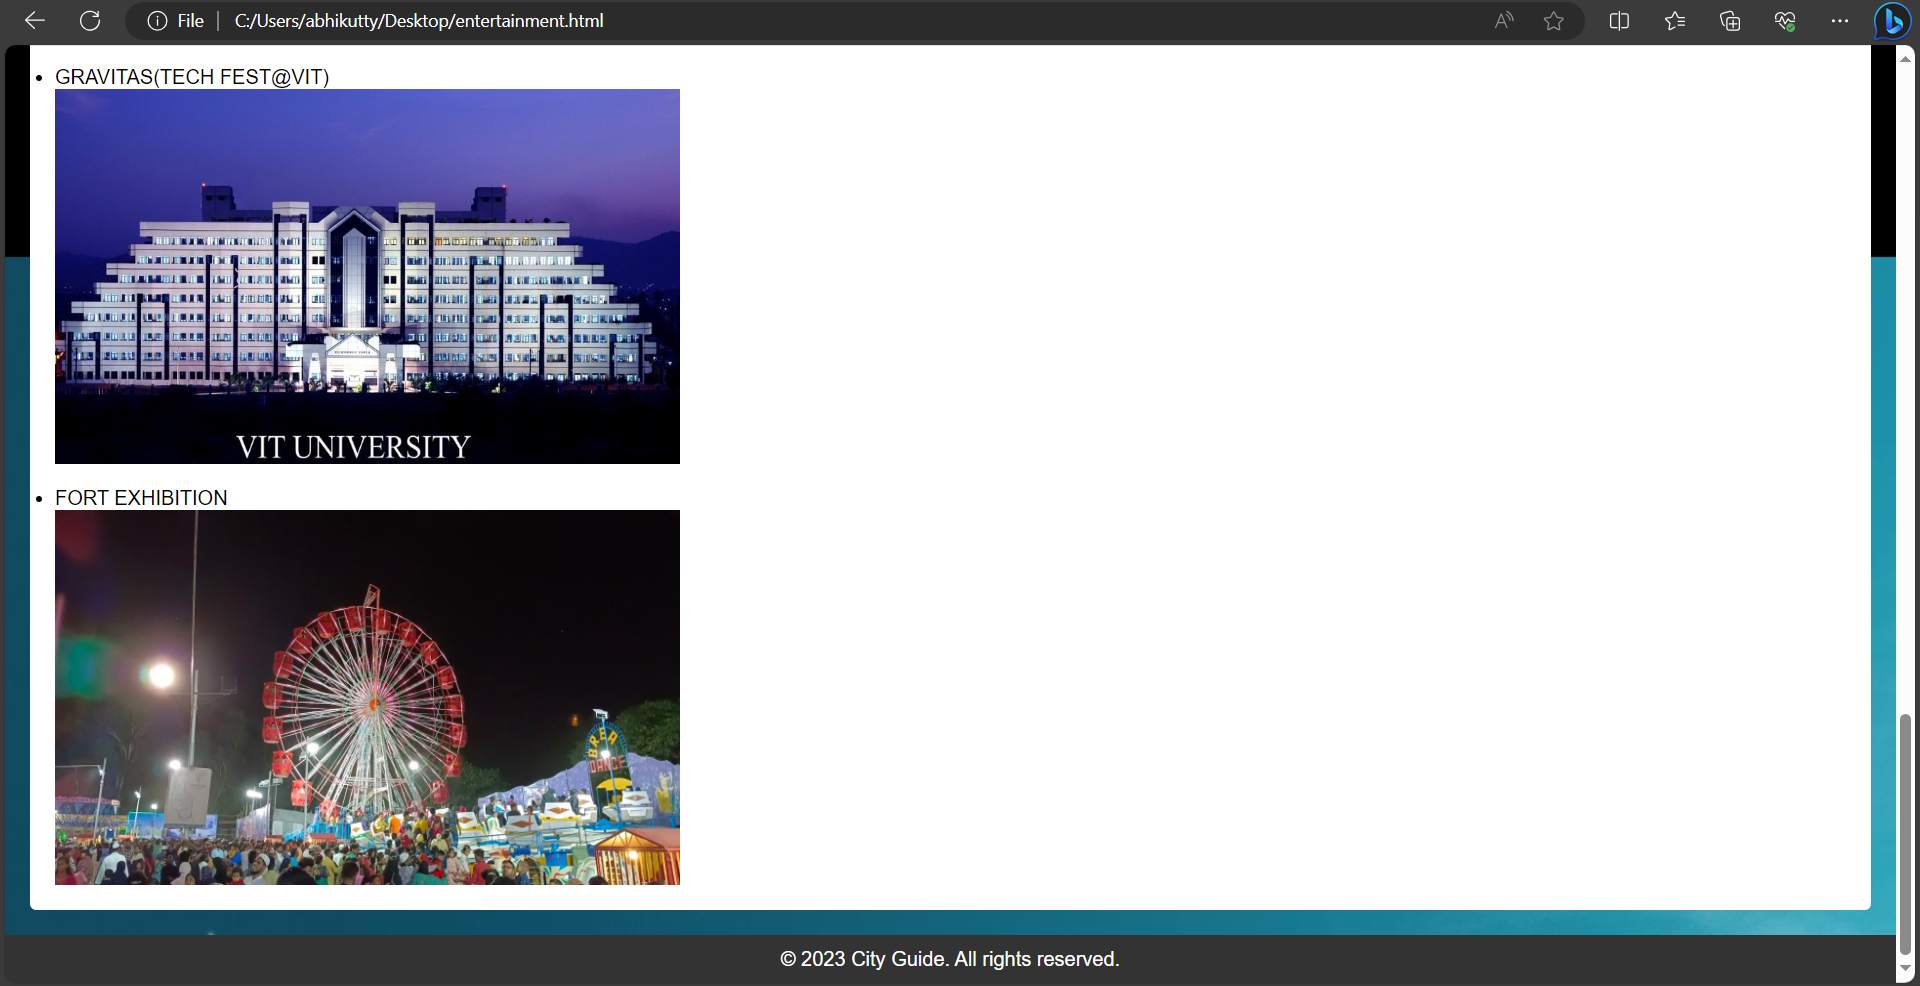 File
C:/Users/abhikutty/Desktop/entertainment.html
GRAVITAS(TECH FEST@VIT)
VIT UNIVERSITY
FORT EXHIBITION
BREA
DANCE
© 2023 City Guide. All rights reserved.